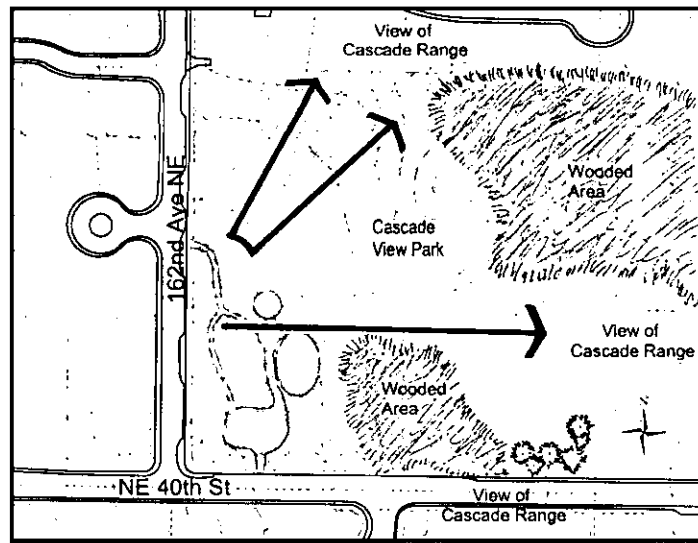 View of
Cascade Range
Wooded
Area
162nd Ave NE
Cascade
View Park
View of
Cascade Range
Wooded
Area
N
NE 40th St
View of
Cascade Range